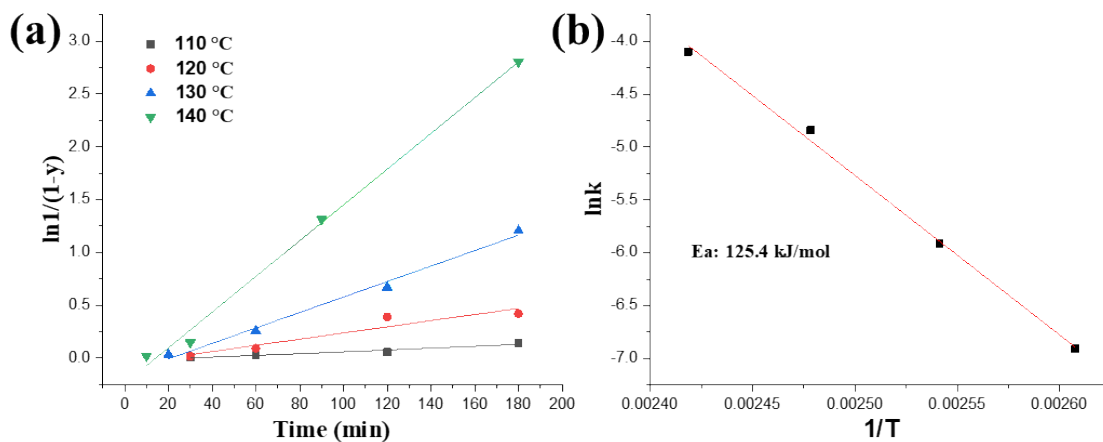 (a)
110 °C
120 °C
130 °C
140 °C
ln1/(1-y)
3.0
2.5
2.0
1.5
1.0
0.5
0.0
0 20 40 60 80 100 120 140 160 180 200
Time (min)
(b)
lnk
-4.0
-4.5
-5.0
-5.5
-6.0
-6.5
-7.0
Ea: 125.4 kJ/mol
0.00240 0.00245 0.00250 0.00255 0.00260
1/T